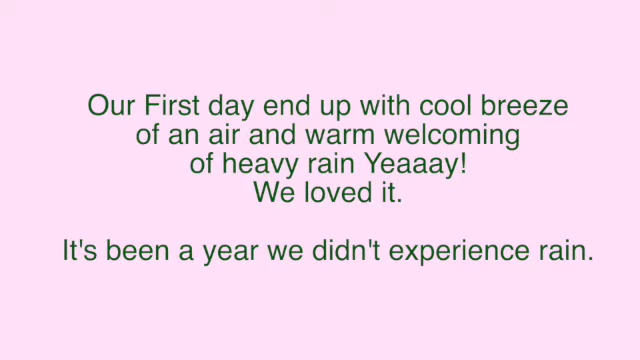 Our First day end up with cool breeze
of an air and warm welcoming
of heavy rain Yeaaay!
We loved it.
It's been a year we didn't experience rain.